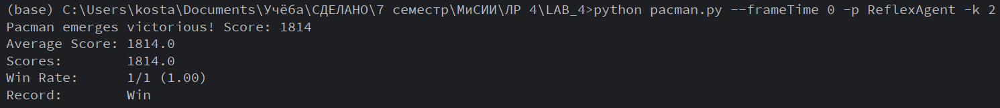 (base) C:\Users\kosta\Documents\Учёба\СДЕЛАНО\7 семестр\МиСИИ\ЛР 4\LAB_4>python pacman.py --frameTime 0 -p ReflexAgent -k 2
Pacman emerges victorious! Score: 1814
Average Score: 1814.0
Scores:        1814.0
Win Rate:      1/1 (1.00)
Record:        Win